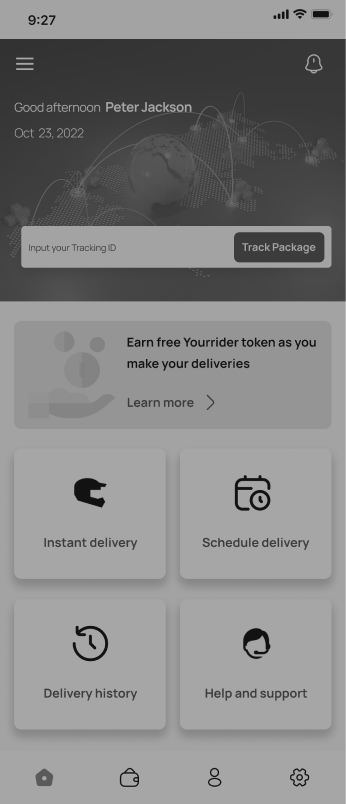 9:27
Good afternoon Peter Jackson
Oct 23, 2022
Input your Tracking ID
Track Package
Earn free Yourrider token as you
make your deliveries
Learn more
Instant delivery
Schedule delivery
Delivery history
Help and support